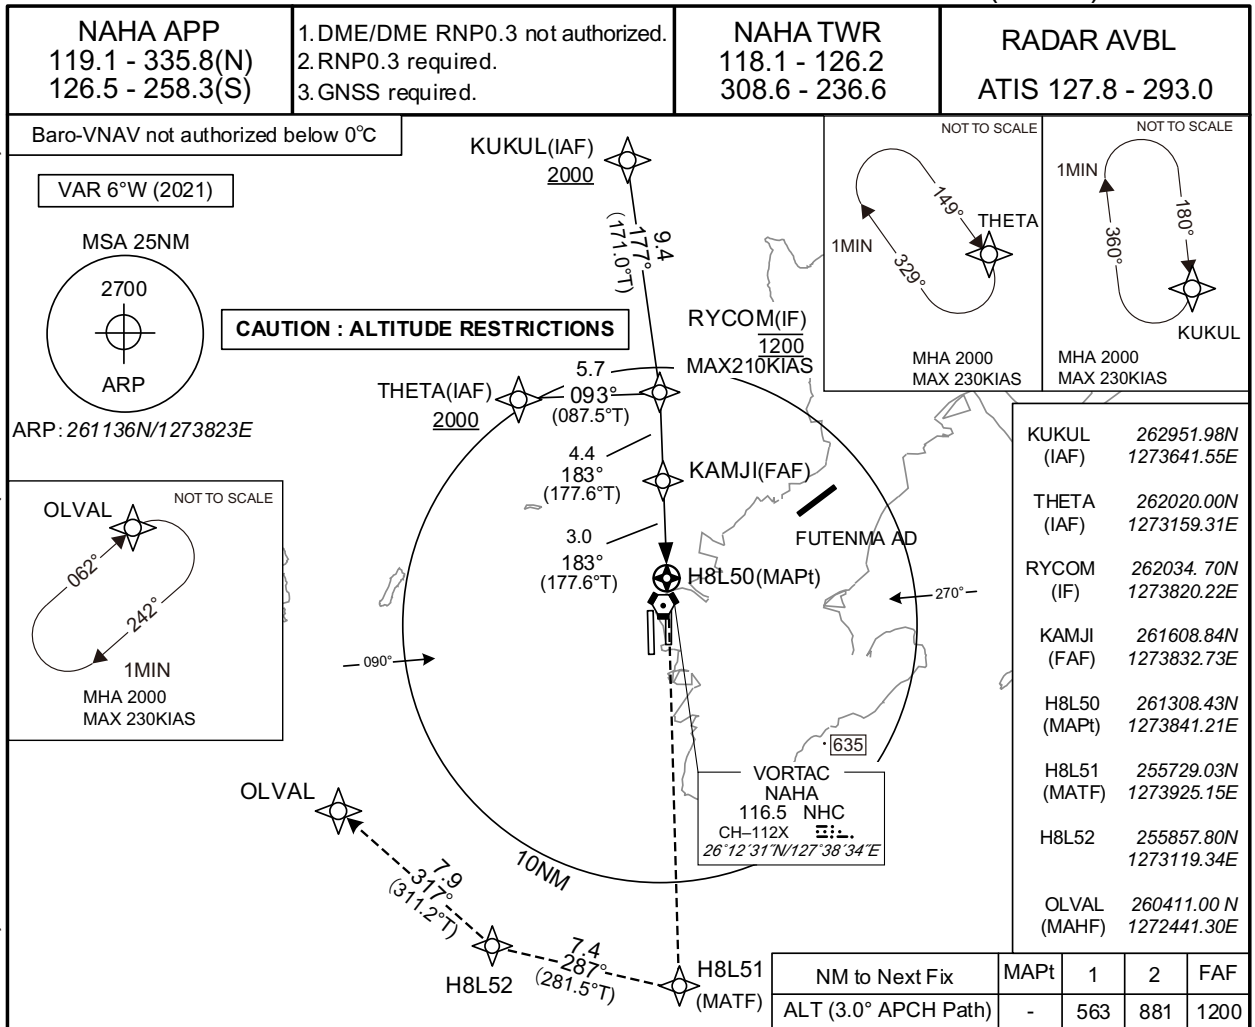 NAHA APP
119.1 - 335.8(N)
126.5 - 258.3(S)
1.DME/DME RNP0.3 not authorized.
2.RNP0.3 required.
3.GNSS required.
NAHA TWR
118.1 - 126.2
308.6 - 236.6
RADAR AVBL
ATIS 127.8 - 293.0
Baro-VNAV not authorized below 0°C
VAR 6°W (2021)
MSA 25NM
2700
ARP
ARP: 261136N/1273823E
CAUTION : ALTITUDE RESTRICTIONS
KUKUL(IAF)
2000
9.4
177°
(171.0°T)
RYCOM(IF)
1200
MAX210KIAS
THETA(IAF)
2000
5.7
093°
(087.5°T)
4.4
183°
(177.6°T)
KAMJI(FAF)
3.0
183°
(177.6°T)
H8L50(MAPt)
FUTENMA AD
270°
090°
635
VORTAC
NAHA
116.5 NHC
CH–112X
26°12′31″N/127°38′34″E
10NM
OLVAL
7.9
317°
(311.2°T)
H8L52
7.4
287°
(281.5°T)
H8L51
(MATF)
NOT TO SCALE
149°
THETA
1MIN
329°
MHA 2000
MAX 230KIAS
NOT TO SCALE
1MIN
180°
360°
KUKUL
MHA 2000
MAX 230KIAS
NOT TO SCALE
OLVAL
062°
242°
1MIN
MHA 2000
MAX 230KIAS
KUKUL 262951.98N
(IAF) 1273641.55E
THETA 262020.00N
(IAF) 1273159.31E
RYCOM 262034. 70N
(IF) 1273820.22E
KAMJI 261608.84N
(FAF) 1273832.73E
H8L50 261308.43N
(MAPt) 1273841.21E
H8L51 255729.03N
(MATF) 1273925.15E
H8L52 255857.80N
1273119.34E
OLVAL 260411.00 N
(MAHF) 1272441.30E
NM to Next Fix MAPt 1 2 FAF
ALT (3.0° APCH Path) - 563 881 1200